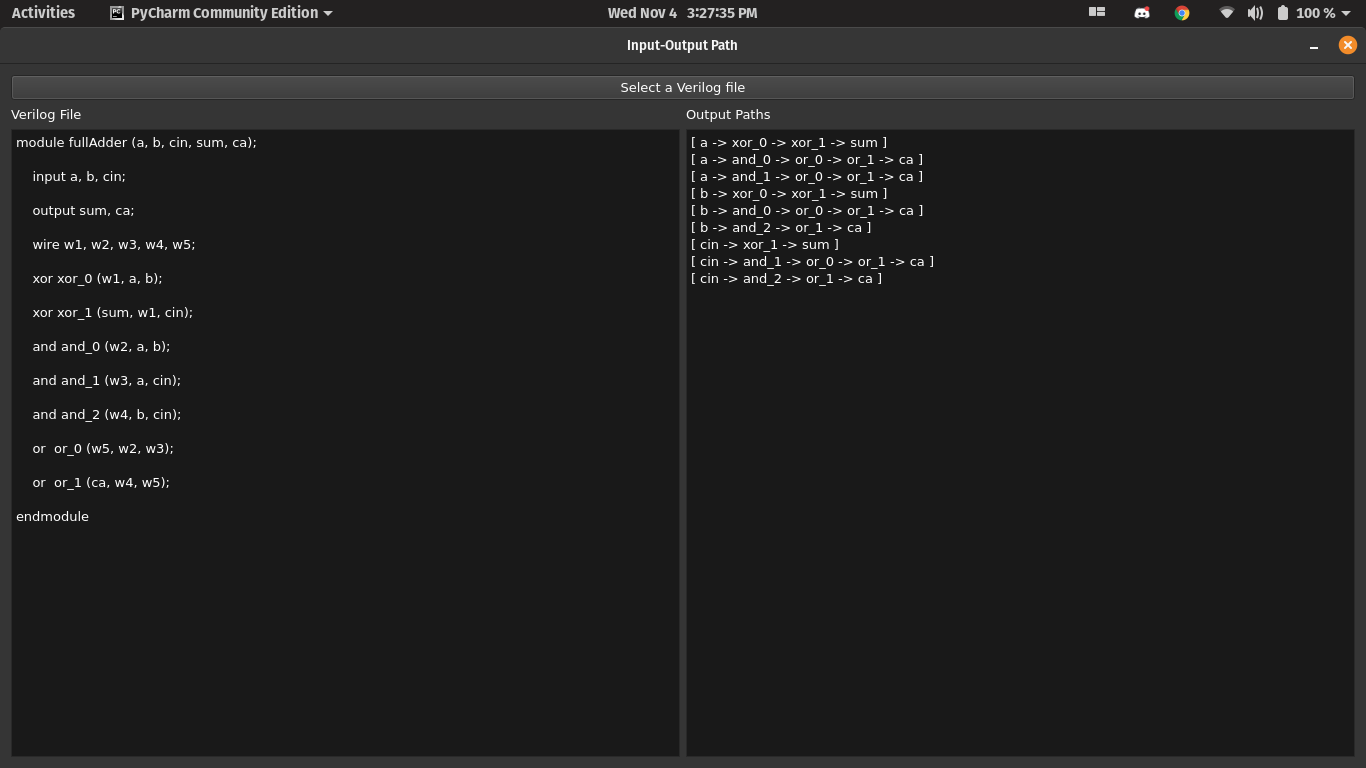 Activities PyCharm Community Edition Wed Nov 4 3:27:35 PM 100 %
Input-Output Path
Select a Verilog file
Verilog File
module fullAdder (a, b, cin, sum, ca);
input a, b, cin;
output sum, ca;
wire w1, w2, w3, w4, w5;
xor xor_0 (w1, a, b);
xor xor_1 (sum, w1, cin);
and and_0 (w2, a, b);
and and_1 (w3, a, cin);
and and_2 (w4, b, cin);
or  or_0 (w5, w2, w3);
or  or_1 (ca, w4, w5);
endmodule
Output Paths
[ a -> xor_0 -> xor_1 -> sum ]
[ a -> and_0 -> or_0 -> or_1 -> ca ]
[ a -> and_1 -> or_0 -> or_1 -> ca ]
[ b -> xor_0 -> xor_1 -> sum ]
[ b -> and_0 -> or_0 -> or_1 -> ca ]
[ b -> and_2 -> or_1 -> ca ]
[ cin -> xor_1 -> sum ]
[ cin -> and_1 -> or_0 -> or_1 -> ca ]
[ cin -> and_2 -> or_1 -> ca ]